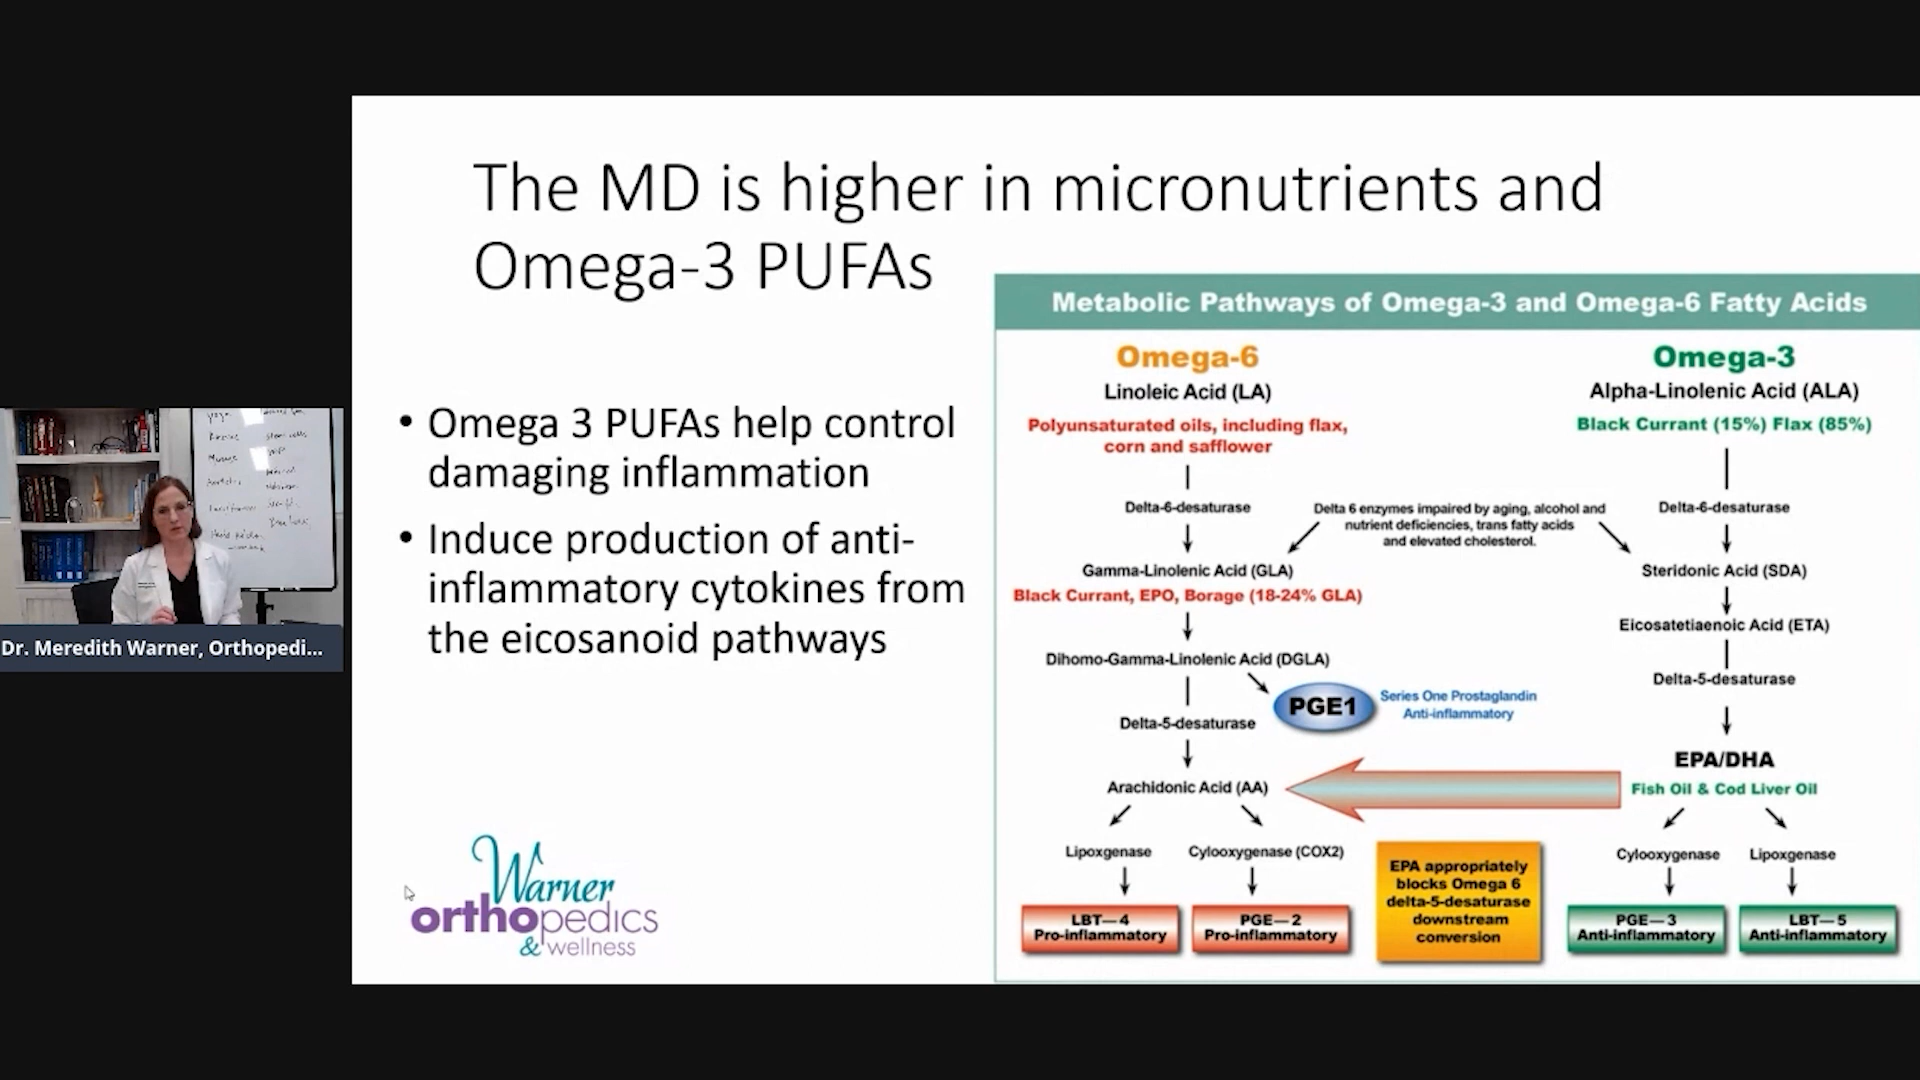 The MD is higher in micronutrients and
Omega-3 PUFAs
• Omega 3 PUFAs help control
damaging inflammation
• Induce production of anti-
inflammatory cytokines from
the eicosanoid pathways
Warner
orthopedics
& wellness
Dr. Meredith Warner, Orthopedi...
Metabolic Pathways of Omega-3 and Omega-6 Fatty Acids
Omega-6
Linoleic Acid (LA)
Polyunsaturated oils, including flax,
corn and safflower
Delta-6-desaturase
Gamma-Linolenic Acid (GLA)
Black Currant, EPO, Borage (18-24% GLA)
Dihomo-Gamma-Linolenic Acid (DGLA)
PGE1
Series One Prostaglandin
Anti-inflammatory
Delta-5-desaturase
Arachidonic Acid (AA)
Lipoxgenase
Cylooxygenase (COX2)
LBT—4
Pro-inflammatory
PGE—2
Pro-inflammatory
Delta 6 enzymes impaired by aging, alcohol and
nutrient deficiencies, trans fatty acids
and elevated cholesterol.
EPA appropriately
blocks Omega 6
delta-5-desaturase
downstream
conversion
Omega-3
Alpha-Linolenic Acid (ALA)
Black Currant (15%) Flax (85%)
Delta-6-desaturase
Steridonic Acid (SDA)
Eicosatetiaenoic Acid (ETA)
Delta-5-desaturase
EPA/DHA
Fish Oil & Cod Liver Oil
Cylooxygenase
Lipoxgenase
PGE—3
Anti-inflammatory
LBT—5
Anti-inflammatory